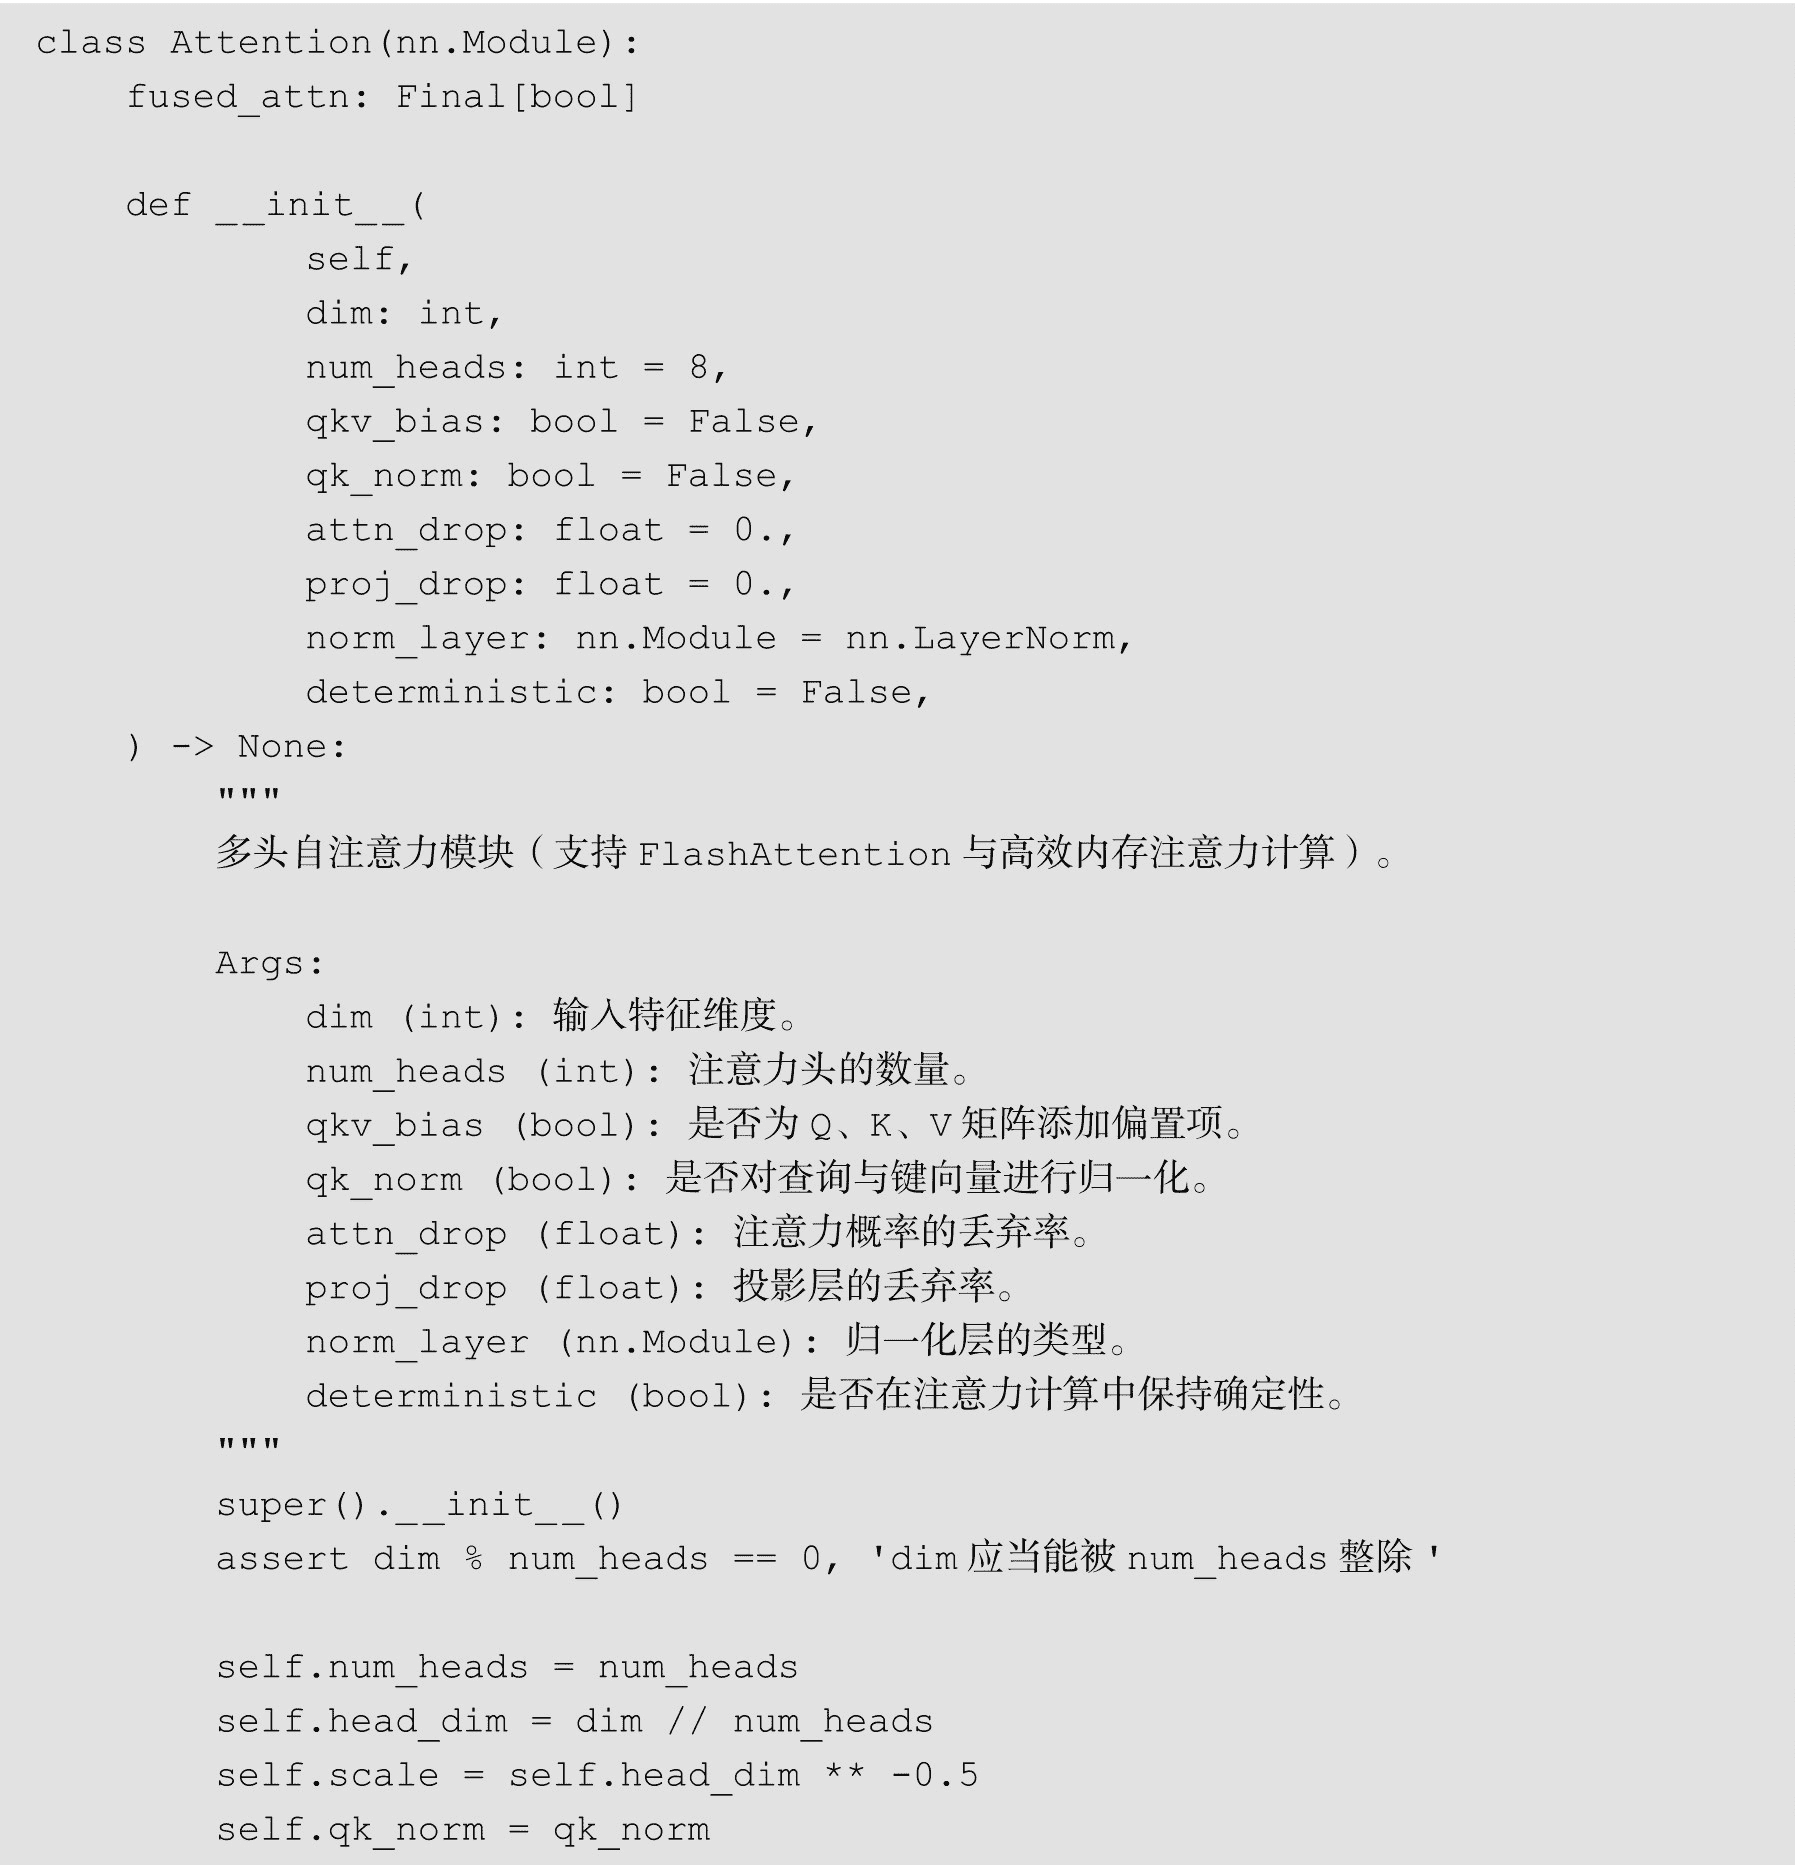 class Attention(nn.Module):
    fused_attn: Final[bool]

    def __init__(
            self,
            dim: int,
            num_heads: int = 8,
            qkv_bias: bool = False,
            qk_norm: bool = False,
            attn_drop: float = 0.,
            proj_drop: float = 0.,
            norm_layer: nn.Module = nn.LayerNorm,
            deterministic: bool = False,
    ) -> None:
        """
        多头自注意力模块（支持 FlashAttention 与高效内存注意力计算）。

        Args:
            dim (int): 输入特征维度。
            num_heads (int): 注意力头的数量。
            qkv_bias (bool): 是否为 Q、K、V 矩阵添加偏置项。
            qk_norm (bool): 是否对查询与键向量进行归一化。
            attn_drop (float): 注意力概率的丢弃率。
            proj_drop (float): 投影层的丢弃率。
            norm_layer (nn.Module): 归一化层的类型。
            deterministic (bool): 是否在注意力计算中保持确定性。
        """
        super().__init__()
        assert dim % num_heads == 0, 'dim 应当能被 num_heads 整除 '

        self.num_heads = num_heads
        self.head_dim = dim // num_heads
        self.scale = self.head_dim ** -0.5
        self.qk_norm = qk_norm